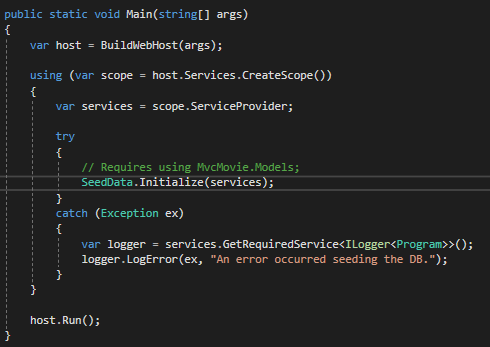 public static void Main(string[] args)
{
    var host = BuildWebHost(args);

    using (var scope = host.Services.CreateScope())
    {
        var services = scope.ServiceProvider;

        try
        {
            // Requires using MvcMovie.Models;
            SeedData.Initialize(services);
        }
        catch (Exception ex)
        {
            var logger = services.GetRequiredService<ILogger<Program>>();
            logger.LogError(ex, "An error occurred seeding the DB.");
        }
    }

    host.Run();
}